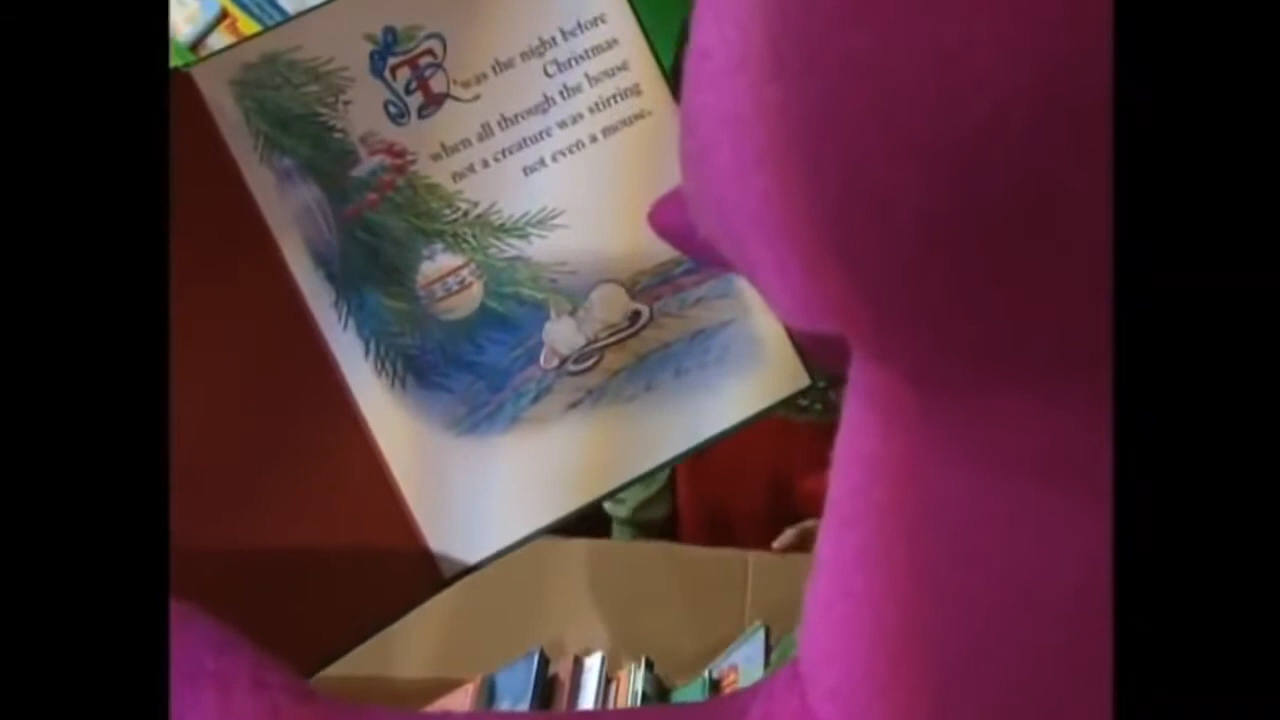 'Twas the night before
Christmas
when all through the house
not a creature was stirring
not even a mouse.